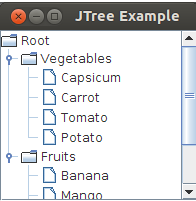 JTree Example
Root
Vegetables
Capsicum
Carrot
Tomato
Potato
Fruits
Banana
Mango